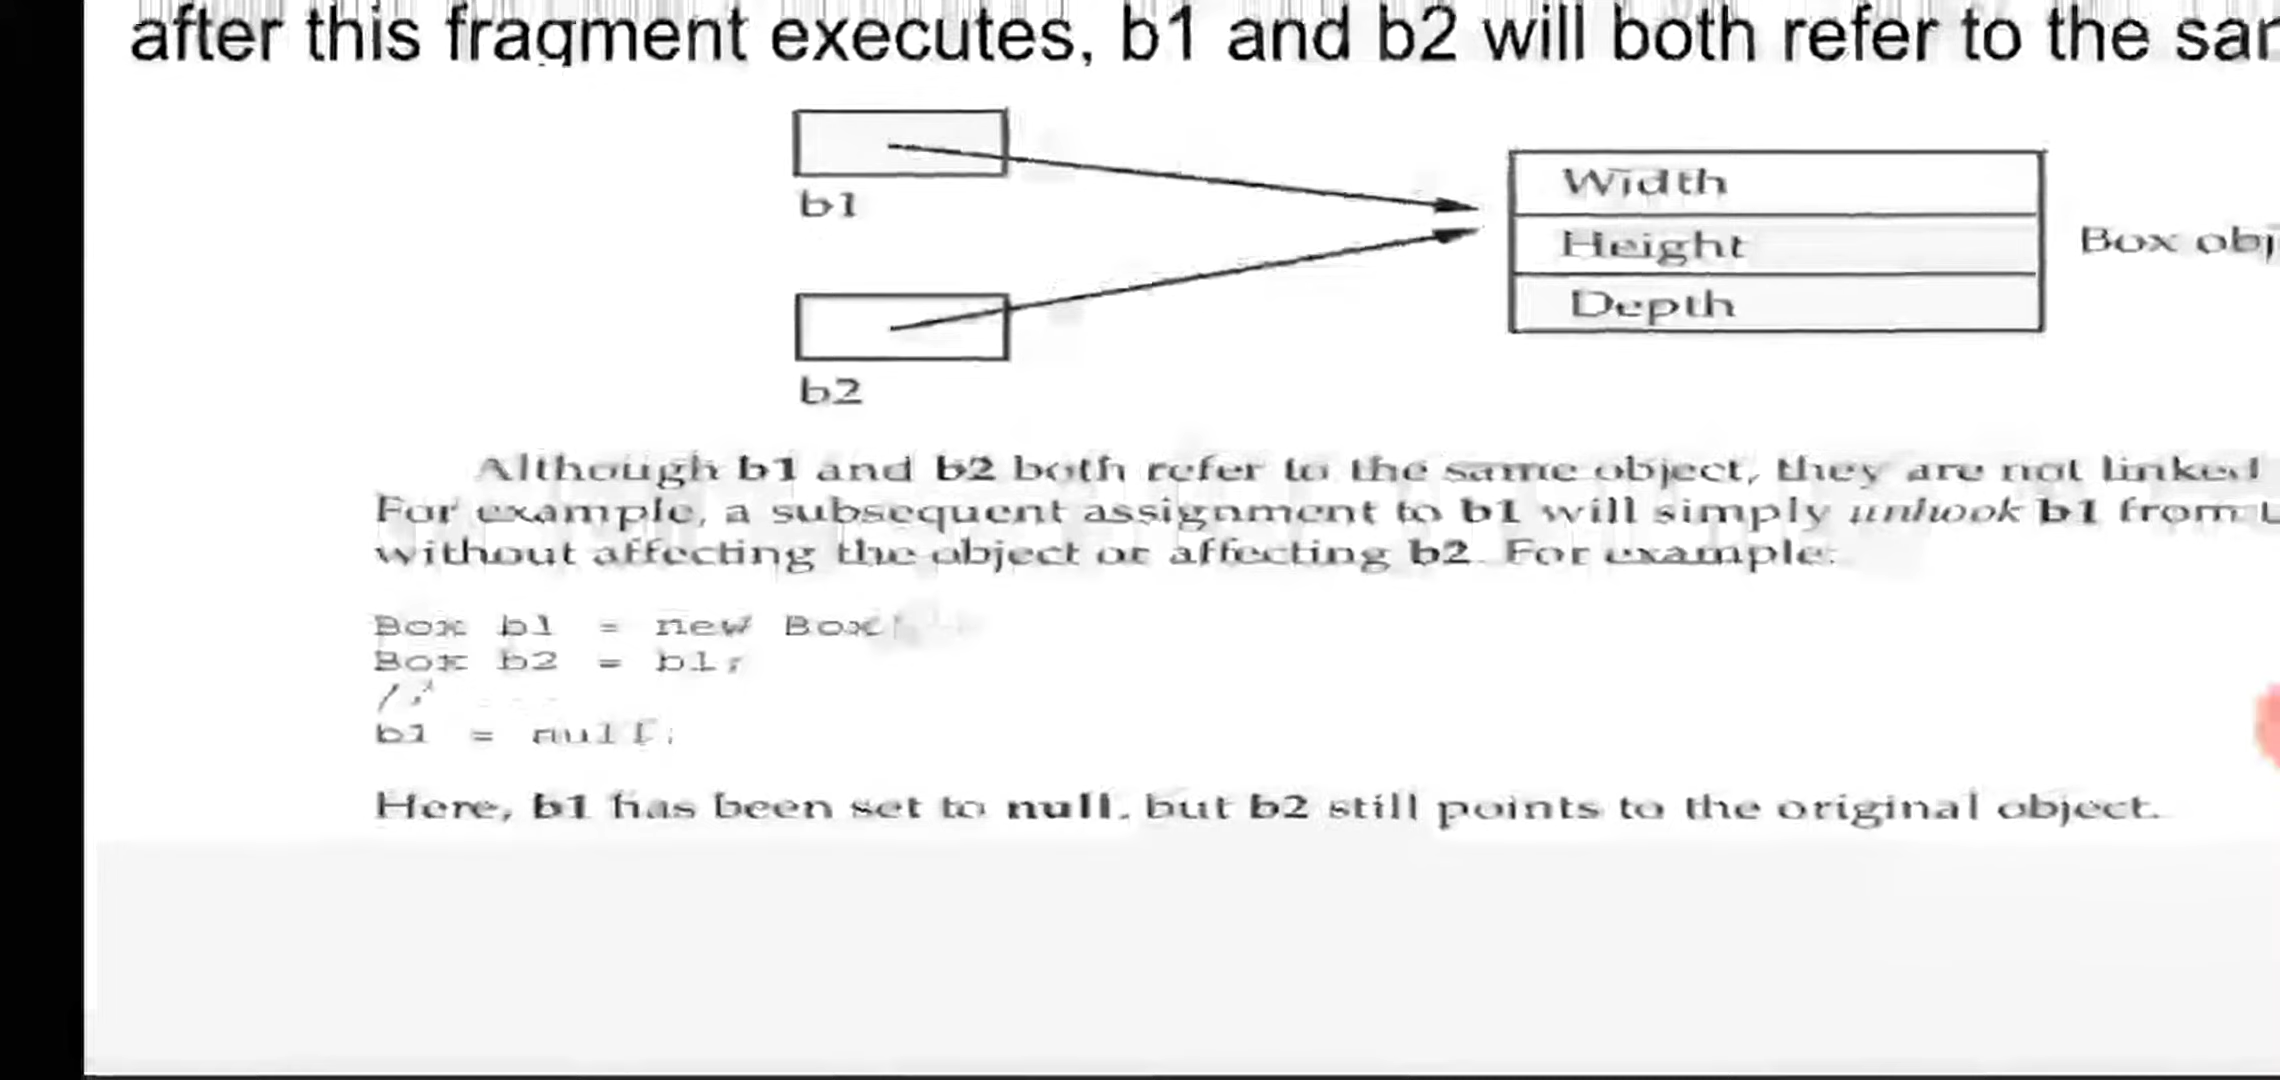 after this fragment executes, b1 and b2 will both refer to the
b1
Width
Height
Depth
Box
b2
Although b1 and b2 both refer to the same object, they are not linked
For example, a subsequent assignment to b1 will simply unhook b1 from
without affecting the object or affecting b2. For example:
Box b1 = new Box
Box b2 = b1;
//
b1 = null;
Here, b1 has been set to null, but b2 still points to the original object.